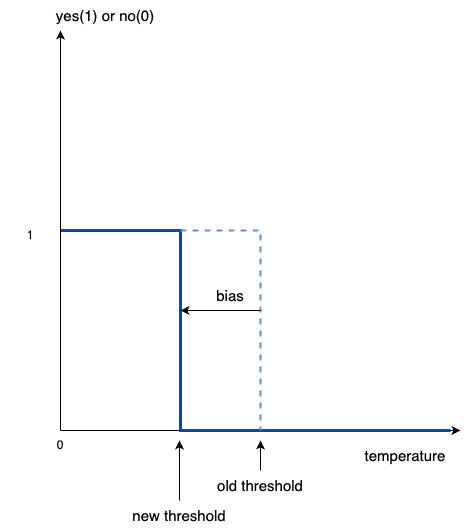 yes(1) or no(0)
1
bias
0
temperature
old threshold
new threshold